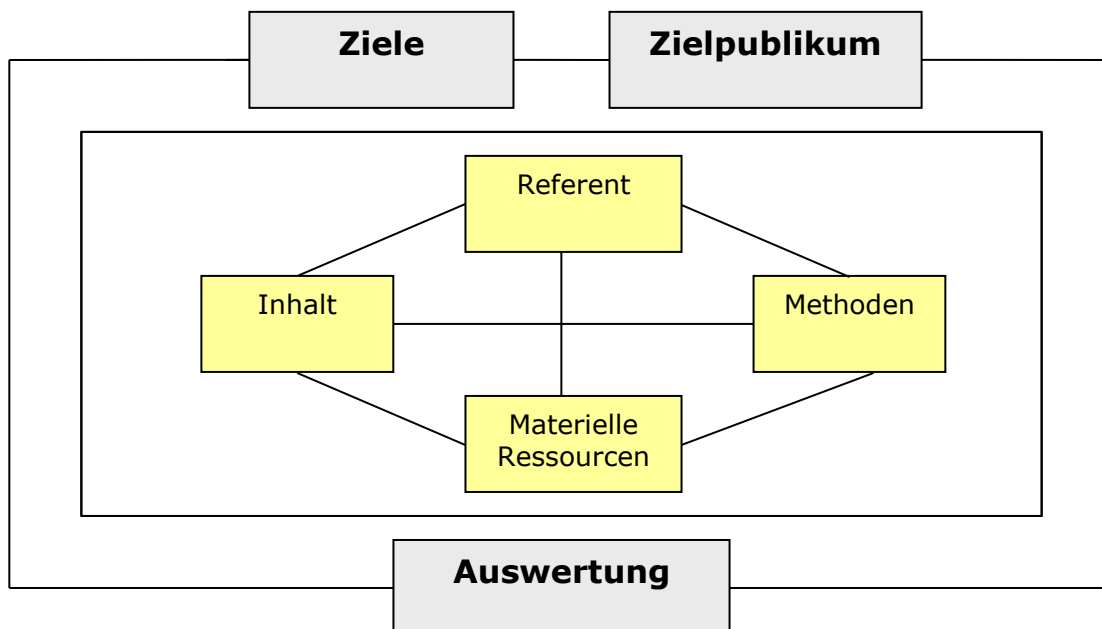 Ziele
Zielpublikum
Referent
Inhalt
Methoden
Materielle
Ressourcen
Auswertung